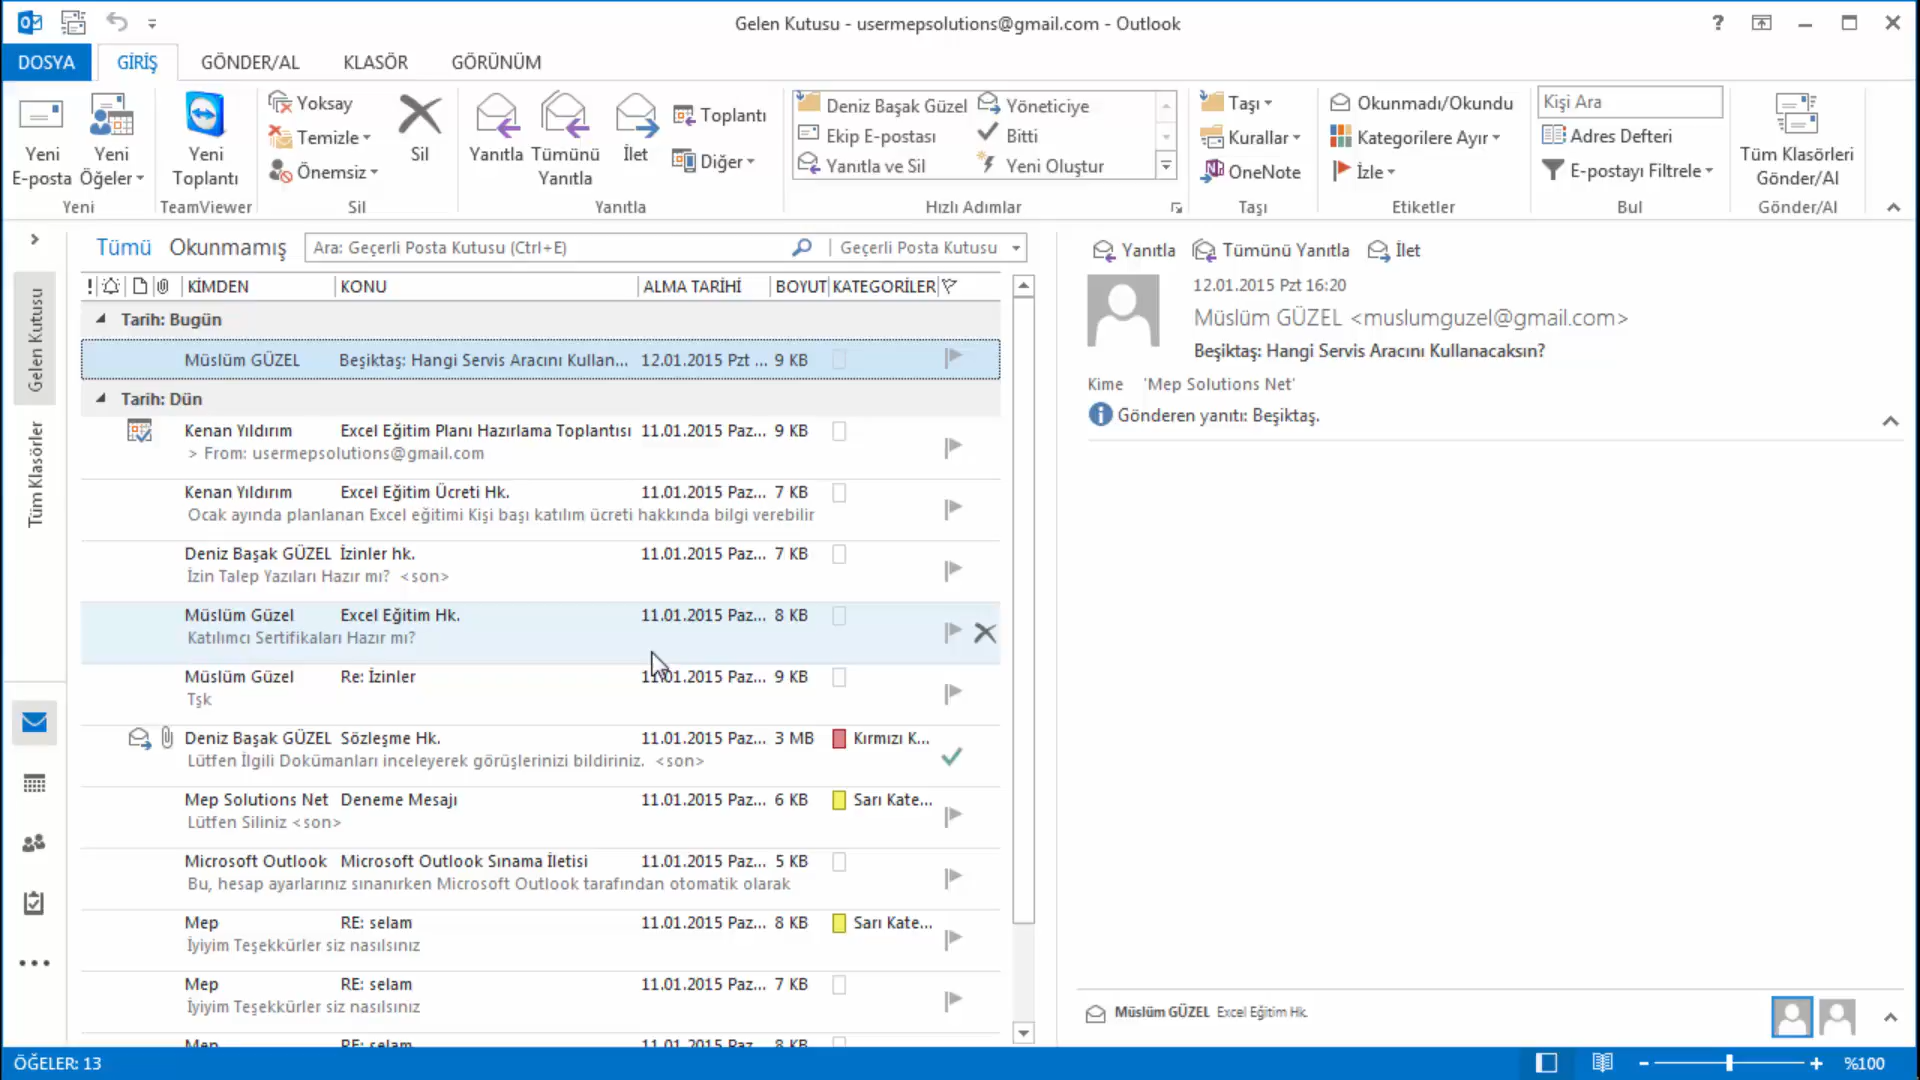 Gelen Kutusu - usermepsolutions@gmail.com - Outlook
DOSYA GİRİŞ GÖNDER/AL KLASÖR GÖRÜNÜM
Yeni E-posta
Yeni Öğeler
Yeni
Yeni Toplantı
TeamViewer
Yoksay
Temizle
Önemsiz
Sil
Sil
Yanıtla
Tümünü Yanıtla
İlet
Toplantı
Diğer
Yanıtla
Deniz Başak Güzel
Ekip E-postası
Yanıtla ve Sil
Yöneticiye
Bitti
Yeni Oluştur
Hızlı Adımlar
Taşı
Kurallar
OneNote
Taşı
Okunmadı/Okundu
Kategorilere Ayır
İzle
Etiketler
Kişi Ara
Adres Defteri
E-postayı Filtrele
Bul
Tüm Klasörleri Gönder/Al
Gönder/Al
Gelen Kutusu
Tüm Klasörler
Tümü Okunmamış Ara: Geçerli Posta Kutusu (Ctrl+E) Geçerli Posta Kutusu
KİMDEN KONU ALMA TARİHİ BOYUT KATEGORİLER
Tarih: Bugün
Müslüm GÜZEL Beşiktaş: Hangi Servis Aracını Kullan... 12.01.2015 Pzt ... 9 KB
Tarih: Dün
Kenan Yıldırım Excel Eğitim Planı Hazırlama Toplantısı 11.01.2015 Paz... 9 KB
> From: usermepsolutions@gmail.com
Kenan Yıldırım Excel Eğitim Ücreti Hk. 11.01.2015 Paz... 7 KB
Ocak ayında planlanan Excel eğitimi Kişi başı katılım ücreti hakkında bilgi verebilir
Deniz Başak GÜZEL İzinler hk. 11.01.2015 Paz... 7 KB
İzin Talep Yazıları Hazır mı? <son>
Müslüm Güzel Excel Eğitim Hk. 11.01.2015 Paz... 8 KB
Katılımcı Sertifikaları Hazır mı?
Müslüm Güzel Re: İzinler 11.01.2015 Paz... 9 KB
Tşk
Deniz Başak GÜZEL Sözleşme Hk. 11.01.2015 Paz... 3 MB Kırmızı K...
Lütfen İlgili Dokümanları inceleyerek görüşlerinizi bildiriniz. <son>
Mep Solutions Net Deneme Mesajı 11.01.2015 Paz... 6 KB Sarı Kate...
Lütfen Siliniz <son>
Microsoft Outlook Microsoft Outlook Sınama İletisi 11.01.2015 Paz... 5 KB
Bu, hesap ayarlarınız sınanırken Microsoft Outlook tarafından otomatik olarak
Mep RE: selam 11.01.2015 Paz... 8 KB Sarı Kate...
İyiyim Teşekkürler siz nasılsınız
Mep RE: selam 11.01.2015 Paz... 7 KB
İyiyim Teşekkürler siz nasılsınız
Mep RE: selam 11.01.2015 Paz... 8 KB
Yanıtla Tümünü Yanıtla İlet
12.01.2015 Pzt 16:20
Müslüm GÜZEL <muslumguzel@gmail.com>
Beşiktaş: Hangi Servis Aracını Kullanacaksın?
Kime 'Mep Solutions Net'
Gönderen yanıtı: Beşiktaş.
Müslüm GÜZEL Excel Eğitim Hk.
ÖĞELER: 13
%100